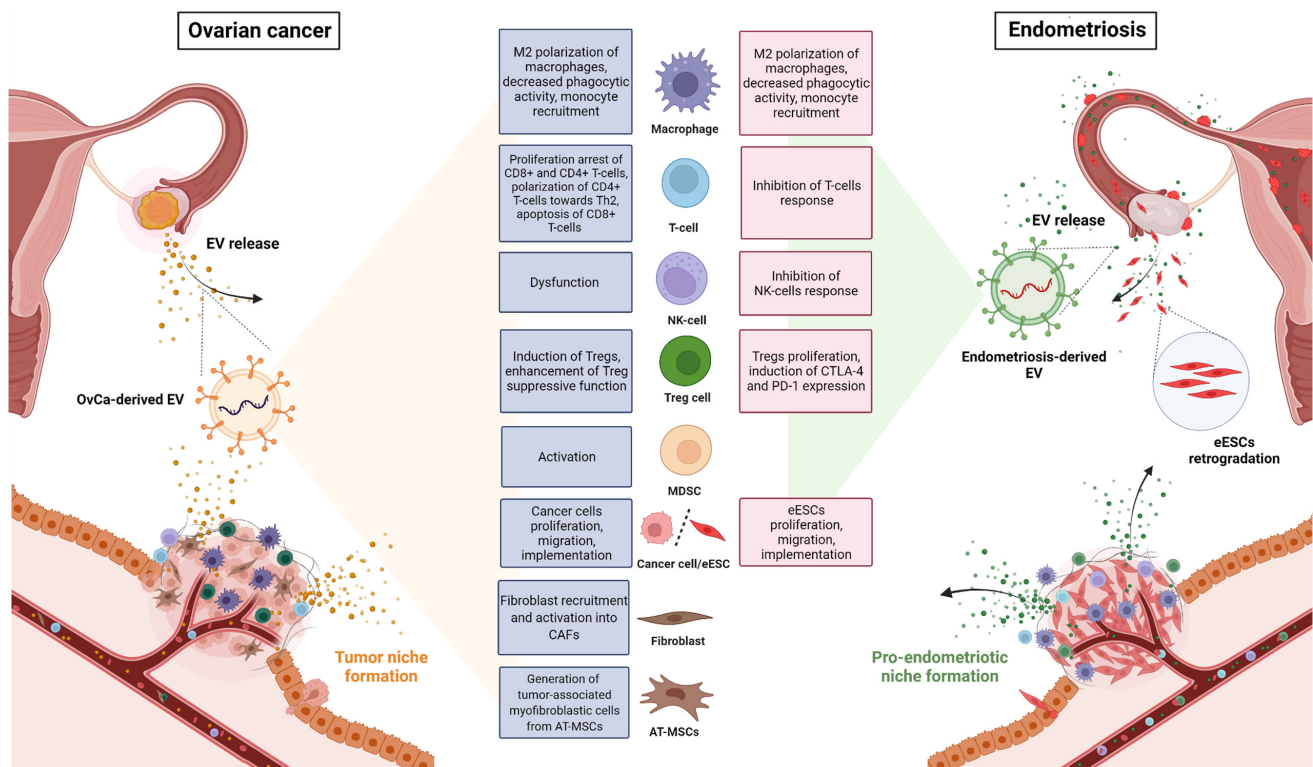 Ovarian cancer
Endometriosis
M2 polarization of
macrophages,
decreased phagocytic
activity, monocyte
recruitment
Macrophage
M2 polarization of
macrophages,
decreased phagocytic
activity, monocyte
recruitment
Proliferation arrest of
CD8+ and CD4+ T-cells,
polarization of CD4+
T-cells towards Th2,
apoptosis of CD8+
T-cells
T-cell
Inhibition of T-cells
response
EV release
EV release
Dysfunction
NK-cell
Inhibition of
NK-cells response
Induction of Tregs,
enhancement of Treg
suppressive function
Treg cell
Tregs proliferation,
induction of CTLA-4
and PD-1 expression
Endometriosis-derived
EV
OvCa-derived EV
Activation
MDSC
eESCs
retrogradation
Cancer cells
proliferation,
migration,
implementation
Cancer cell/eESC
eESCs
proliferation,
migration,
implementation
Fibroblast recruitment
and activation into
CAFs
Fibroblast
Tumor niche
formation
Pro-endometriotic
niche formation
Generation of
tumor-associated
myofibroblastic cells
from AT-MSCs
AT-MSCs